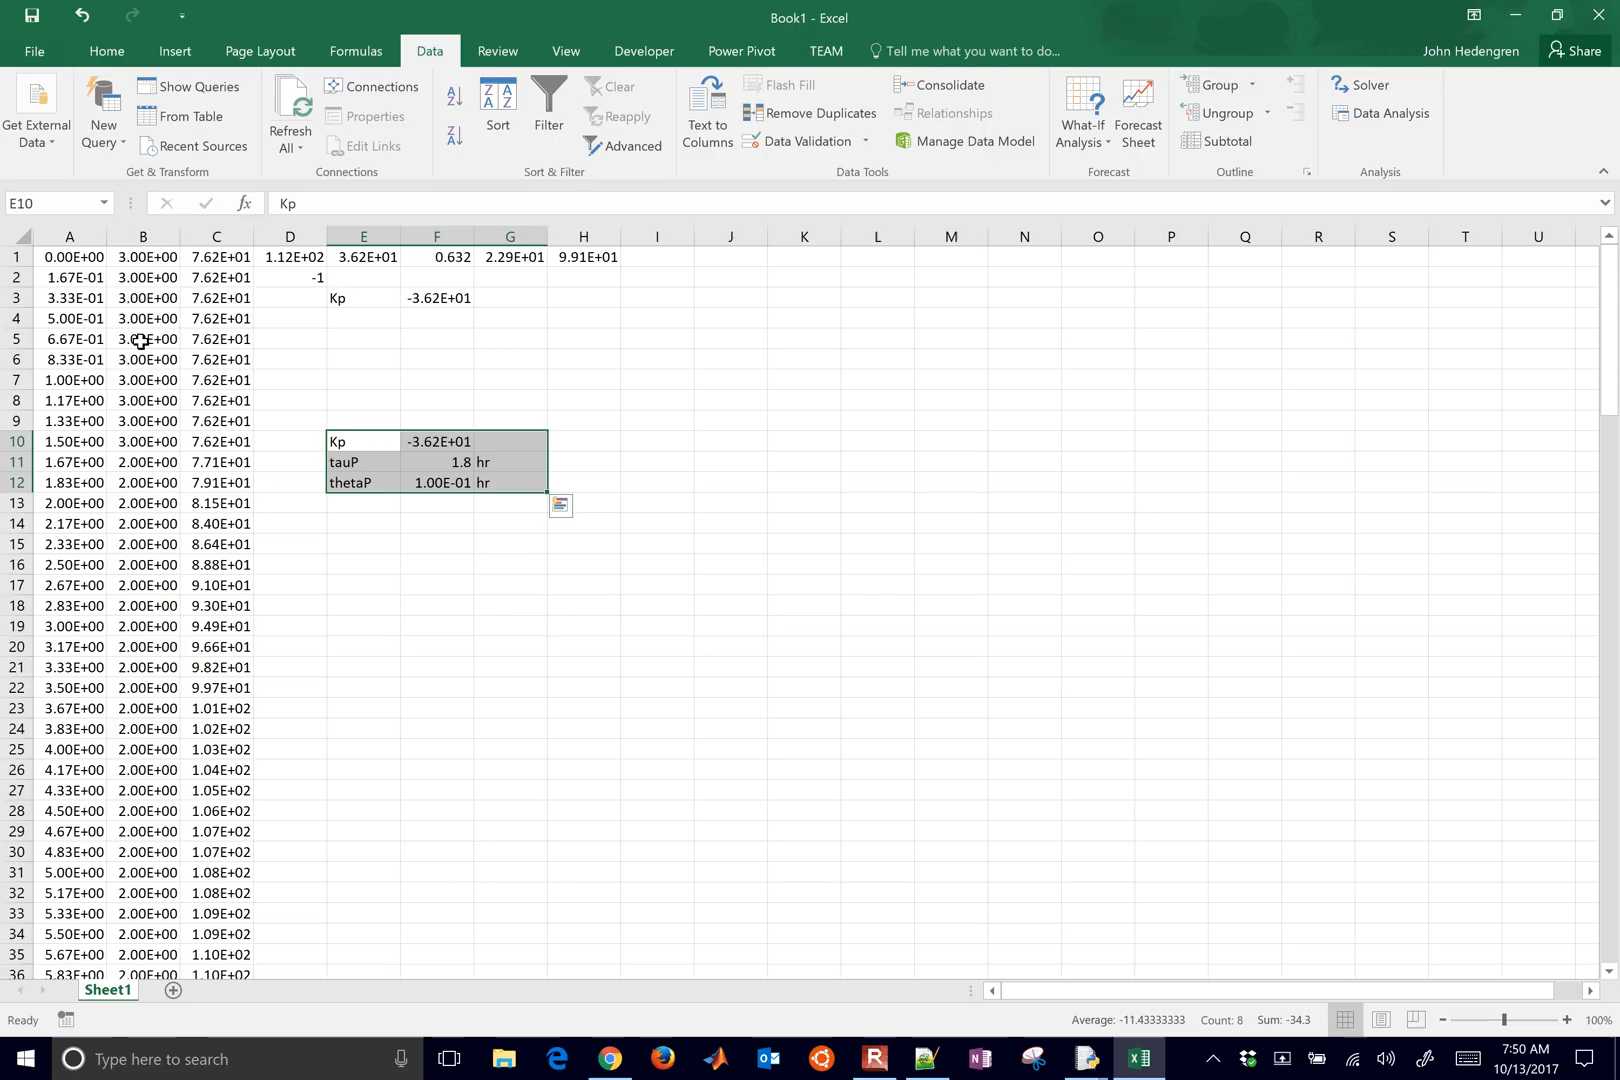 Book1 - Excel
File Home Insert Page Layout Formulas Data Review View Developer Power Pivot TEAM Tell me what you want to do... John Hedengren Share
Get External Data
New Query
Show Queries
From Table
Recent Sources
Get & Transform
Refresh All
Connections
Properties
Edit Links
Connections
Sort
Filter
Clear
Reapply
Advanced
Sort & Filter
Text to Columns
Flash Fill
Remove Duplicates
Data Validation
Consolidate
Relationships
Manage Data Model
Data Tools
What-If Analysis
Forecast Sheet
Forecast
Group
Ungroup
Subtotal
Outline
Solver
Data Analysis
Analysis
E10 fx Kp
A B C D E F G H I J K L M N O P Q R S T U
1 0.00E+00 3.00E+00 7.62E+01 1.12E+02 3.62E+01 0.632 2.29E+01 9.91E+01
2 1.67E-01 3.00E+00 7.62E+01 -1
3 3.33E-01 3.00E+00 7.62E+01 Kp -3.62E+01
4 5.00E-01 3.00E+00 7.62E+01
5 6.67E-01 3.0 E+00 7.62E+01
6 8.33E-01 3.00E+00 7.62E+01
7 1.00E+00 3.00E+00 7.62E+01
8 1.17E+00 3.00E+00 7.62E+01
9 1.33E+00 3.00E+00 7.62E+01
10 1.50E+00 3.00E+00 7.62E+01 Kp -3.62E+01
11 1.67E+00 2.00E+00 7.71E+01 tauP 1.8 hr
12 1.83E+00 2.00E+00 7.91E+01 thetaP 1.00E-01 hr
13 2.00E+00 2.00E+00 8.15E+01
14 2.17E+00 2.00E+00 8.40E+01
15 2.33E+00 2.00E+00 8.64E+01
16 2.50E+00 2.00E+00 8.88E+01
17 2.67E+00 2.00E+00 9.10E+01
18 2.83E+00 2.00E+00 9.30E+01
19 3.00E+00 2.00E+00 9.49E+01
20 3.17E+00 2.00E+00 9.66E+01
21 3.33E+00 2.00E+00 9.82E+01
22 3.50E+00 2.00E+00 9.97E+01
23 3.67E+00 2.00E+00 1.01E+02
24 3.83E+00 2.00E+00 1.02E+02
25 4.00E+00 2.00E+00 1.03E+02
26 4.17E+00 2.00E+00 1.04E+02
27 4.33E+00 2.00E+00 1.05E+02
28 4.50E+00 2.00E+00 1.06E+02
29 4.67E+00 2.00E+00 1.07E+02
30 4.83E+00 2.00E+00 1.07E+02
31 5.00E+00 2.00E+00 1.08E+02
32 5.17E+00 2.00E+00 1.08E+02
33 5.33E+00 2.00E+00 1.09E+02
34 5.50E+00 2.00E+00 1.09E+02
35 5.67E+00 2.00E+00 1.10E+02
36 5.83E+00 2.00E+00 1.10E+02
Sheet1
Ready Average: -11.43333333 Count: 8 Sum: -34.3 100%
Type here to search
7:50 AM
10/13/2017